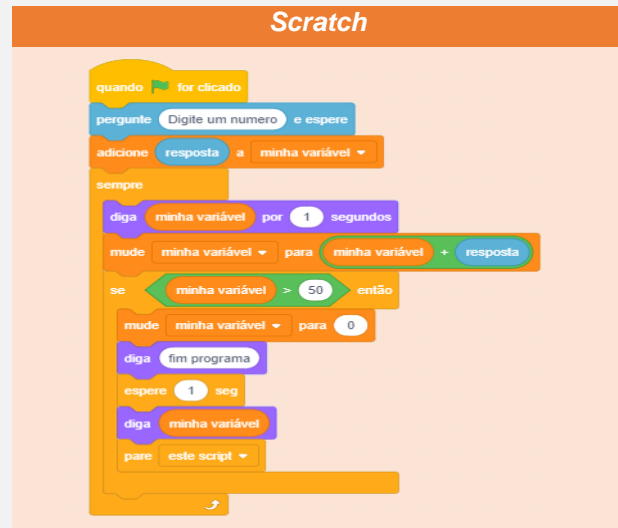 Scratch
quando for clicado
pergunte Digite um numero e espere
adicione resposta a minha variável
sempre
diga minha variável por 1 segundos
mude minha variável para minha variável + resposta
se minha variável > 50 então
mude minha variável para 0
diga fim programa
espere 1 seg
diga minha variável
pare este script